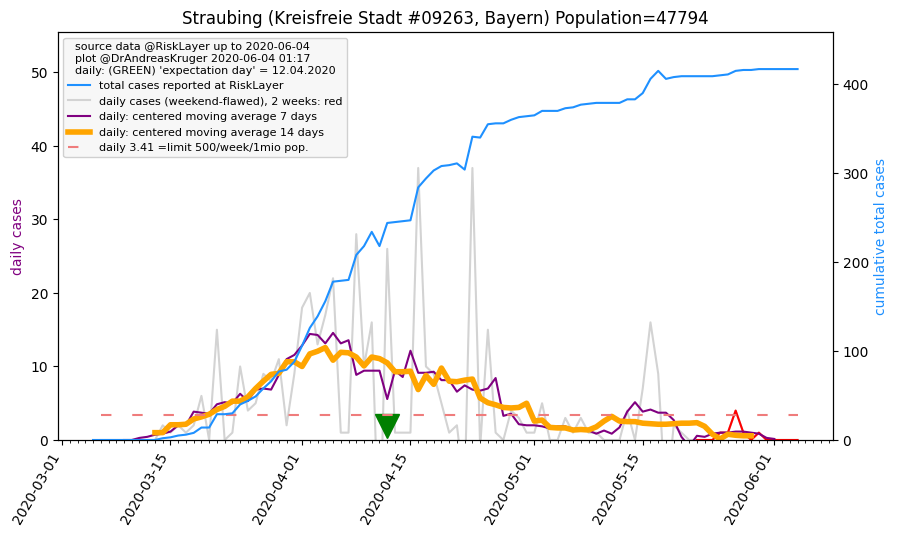 Straubing (Kreisfreie Stadt #09263, Bayern) Population=47794
source data @RiskLayer up to 2020-06-04
plot @DrAndreasKruger 2020-06-04 01:17
daily: (GREEN) 'expectation day' = 12.04.2020
total cases reported at RiskLayer
daily cases (weekend-flawed), 2 weeks: red
daily: centered moving average 7 days
daily: centered moving average 14 days
daily 3.41 =limit 500/week/1mio pop.
daily cases
50
40
30
20
10
0
400
300
200
100
0
cumulative total cases
2020-03-01
2020-03-15
2020-04-01
2020-04-15
2020-05-01
2020-05-15
2020-06-01